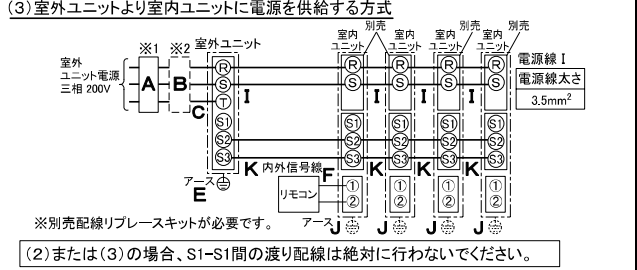 (3)室外ユニットより室内ユニットに電源を供給する方式
※1 ※2 室外ユニット
別売 別売 別売
室内ユニット 室内ユニット 室内ユニット 室内ユニット
室外
ユニット電源
三相 200V
A B C
R R R R R
S S S S S
T
I I I I I
電源線 I
電源線太さ
3.5mm²
S1 S1 S1 S1 S1
S2 S2 S2 S2 S2
S3 S3 S3 S3 S3
K 内外信号線 K K K
アース
E
F
リモコン
① ① ① ①
② ② ② ②
アース J J J J
※別売配線リプレースキットが必要です。
(2)または(3)の場合、S1-S1間の渡り配線は絶対に行わないでください。